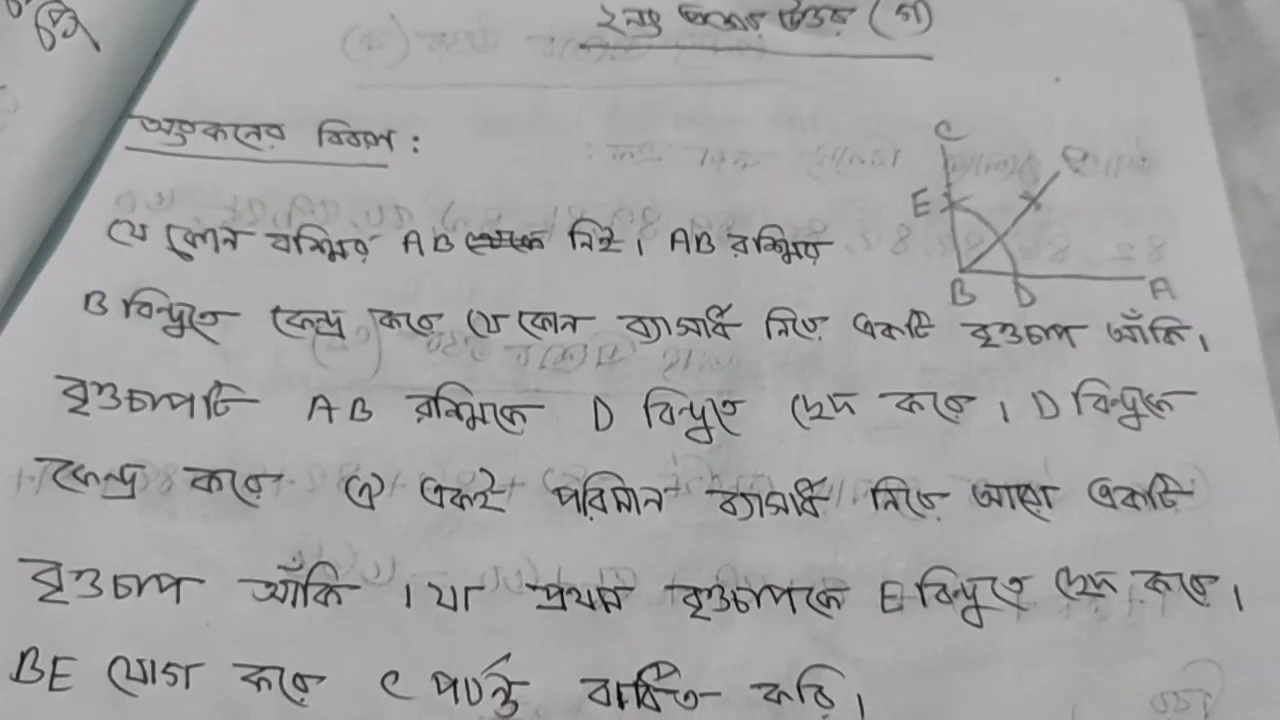 ২নং প্রশ্নের উত্তর (গ)
অঙ্কনের বিবরণ :
C
E
B D A
যে কোন রশ্মির AB নিই। AB রশ্মির
B বিন্দুতে কেন্দ্র করে যে কোন ব্যাসার্ধ নিয়ে একটি বৃত্তচাপ আঁকি।
বৃত্তচাপটি AB রশ্মিকে D বিন্দুতে ছেদ করে। D বিন্দুকে
কেন্দ্র করে ঐ একই পরিমান ব্যাসার্ধ নিয়ে আরো একটি
বৃত্তচাপ আঁকি। যা প্রথম বৃত্তচাপকে E বিন্দুতে ছেদ করে।
BE যোগ করে C পর্যন্ত বর্ধিত করি।